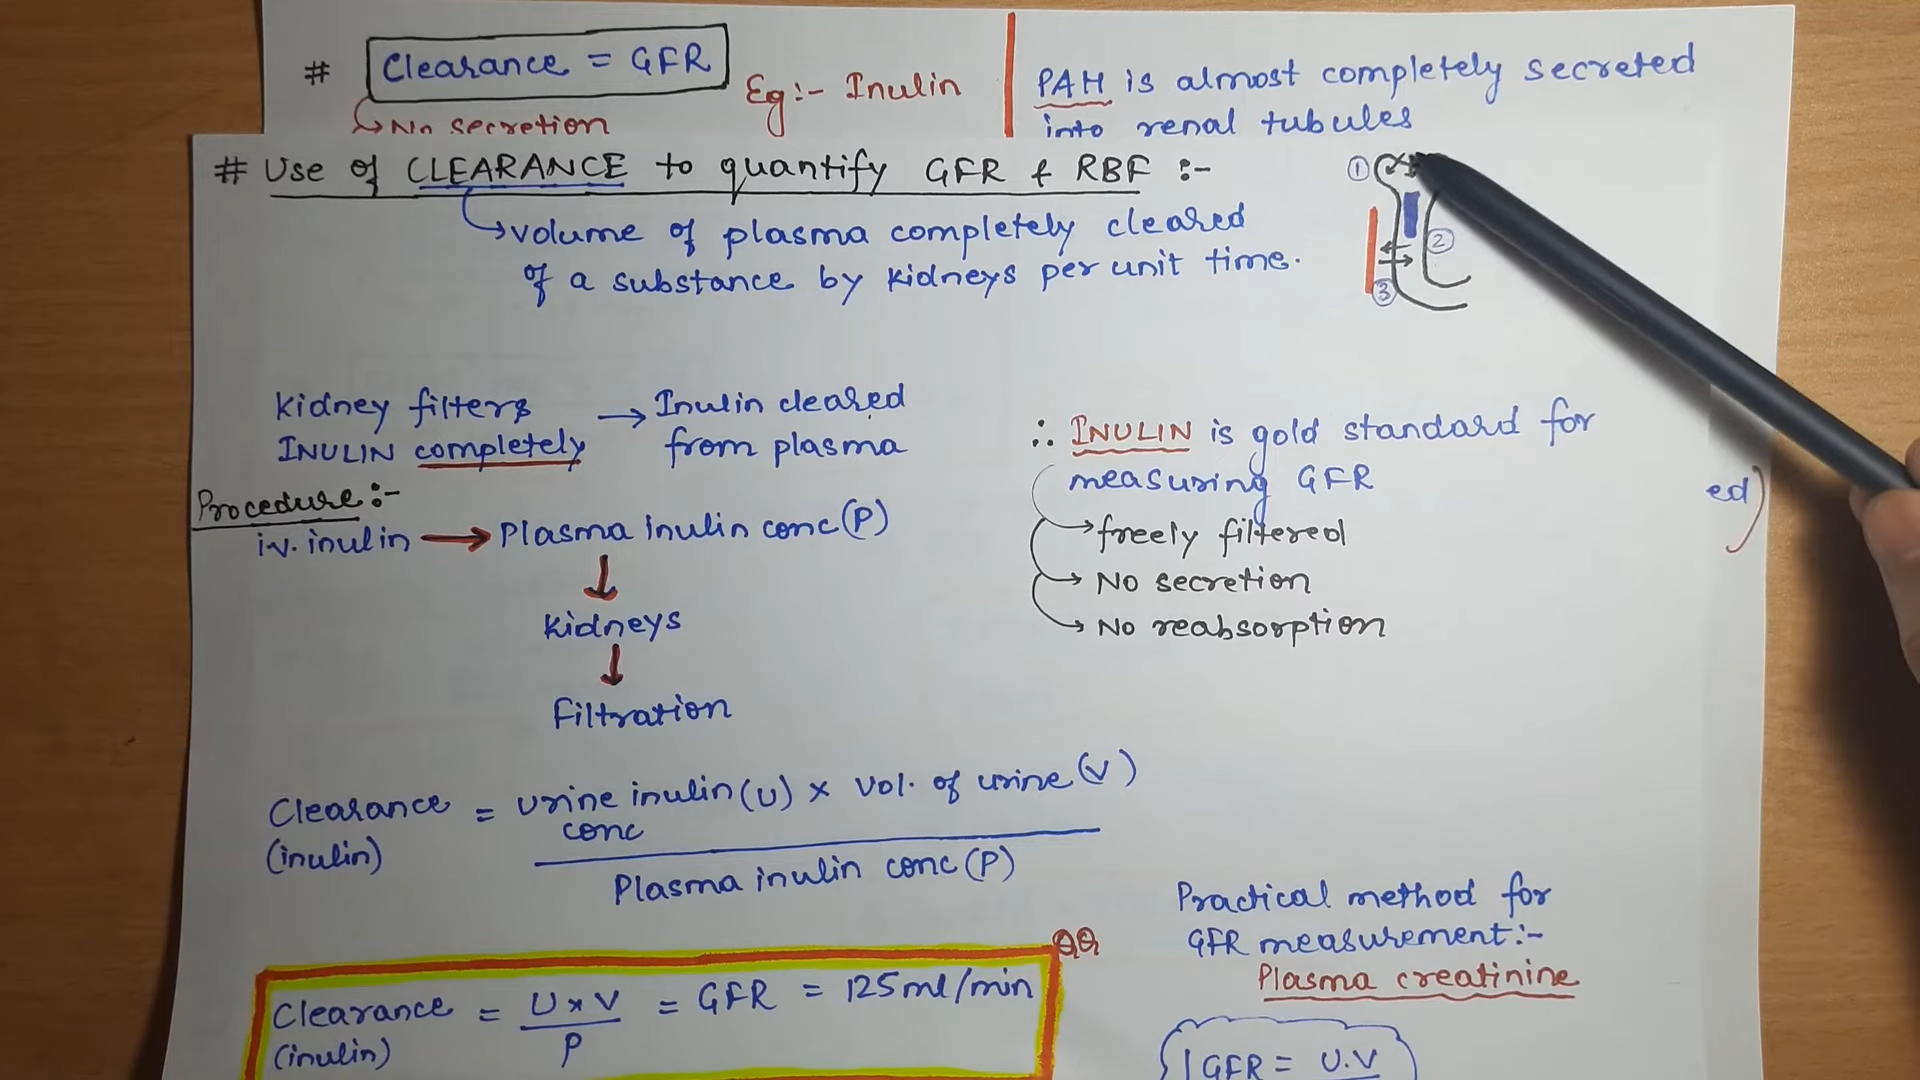 # Clearance = GFR
Eg:- Inulin
↳ No secretion
PAH is almost completely secreted
into renal tubules
# Use of CLEARANCE to quantify GFR & RBF :-
→ volume of plasma completely cleared
of a substance by kidneys per unit time.
①
②
③
Kidney filters → Inulin cleared
INULIN completely from plasma
∴ INULIN is gold standard for
measuring GFR
→ freely filtered
→ No secretion
→ No reabsorption
ed)
Procedure:-
i.v. inulin → Plasma inulin conc (P)
↓
Kidneys
↓
Filtration
Clearance = urine inulin (U) x vol. of urine (V)
(inulin) conc
Plasma inulin conc (P)
Practical method for
GFR measurement:-
Plasma creatinine
Clearance = U x V = GFR = 125 ml/min
(inulin) P
GFR = U.V